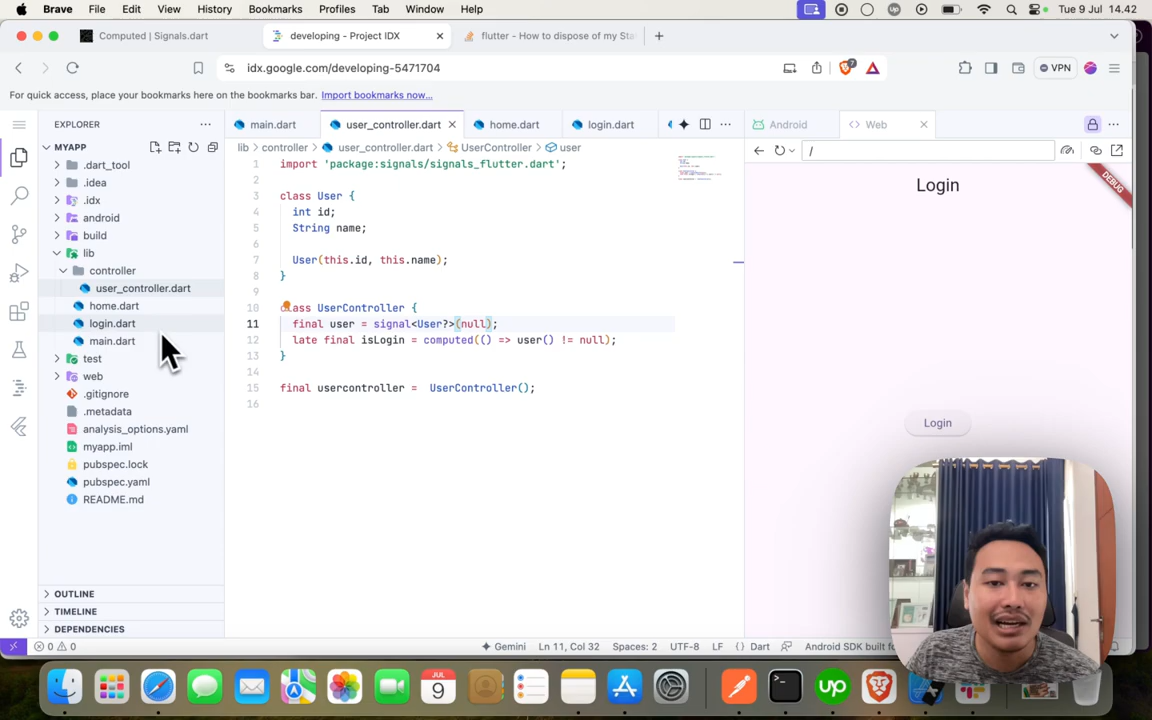 Brave File Edit View History Bookmarks Profiles Tab Window Help Tue 9 Jul 14.42
Computed | Signals.dart
developing - Project IDX
flutter - How to dispose of my Sta
idx.google.com/developing-5471704
7
VPN
For quick access, place your bookmarks here on the bookmarks bar. Import bookmarks now...
EXPLORER
MYAPP
.dart_tool
.idea
.idx
android
build
lib
controller
user_controller.dart
home.dart
login.dart
main.dart
test
web
.gitignore
.metadata
analysis_options.yaml
myapp.iml
pubspec.lock
pubspec.yaml
README.md
OUTLINE
TIMELINE
DEPENDENCIES
main.dart
user_controller.dart
home.dart
login.dart
lib > controller > user_controller.dart > UserController > user
1 import 'package:signals/signals_flutter.dart';
2
3 class User {
4 int id;
5 String name;
6
7 User(this.id, this.name);
8 }
9
10 class UserController {
11 final user = signal<User?>(null);
12 late final isLogin = computed(() => user() != null);
13 }
14
15 final usercontroller = UserController();
16
Android
Web
/
DEBUG
Login
Login
0 0
Gemini Ln 11, Col 32 Spaces: 2 UTF-8 LF {} Dart Android SDK built fo
JUL
9
up